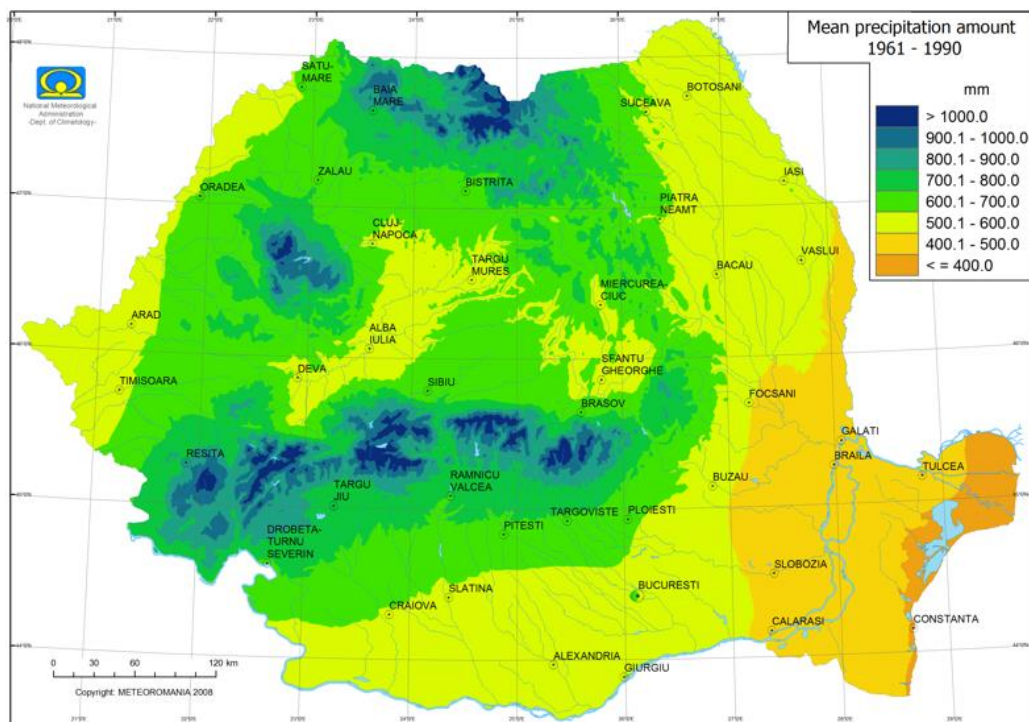 Mean precipitation amount
1961 - 1990
mm
> 1000.0
900.1 - 1000.0
800.1 - 900.0
700.1 - 800.0
600.1 - 700.0
500.1 - 600.0
400.1 - 500.0
< = 400.0
National Meteorological
Administration
-Dept. of Climatology-
SATU-
MARE
BAIA
MARE
SUCEAVA
BOTOSANI
ORADEA
ZALAU
BISTRITA
IASI
PIATRA
NEAMT
CLUJ-
NAPOCA
TARGU
MURES
BACAU
VASLUI
MIERCUREA-
CIUC
ARAD
ALBA
IULIA
TIMISOARA
DEVA
SIBIU
SFANTU
GHEORGHE
BRASOV
FOCSANI
GALATI
BRAILA
TULCEA
RESITA
TARGU
JIU
RAMNICU
VALCEA
BUZAU
TARGOVISTE
PLOIESTI
PITESTI
DROBETA-
TURNU
SEVERIN
SLOBOZIA
SLATINA
BUCURESTI
CRAIOVA
CALARASI
CONSTANTA
ALEXANDRIA
GIURGIU
0 30 60 120 km
Copyright: METEOROMANIA 2008